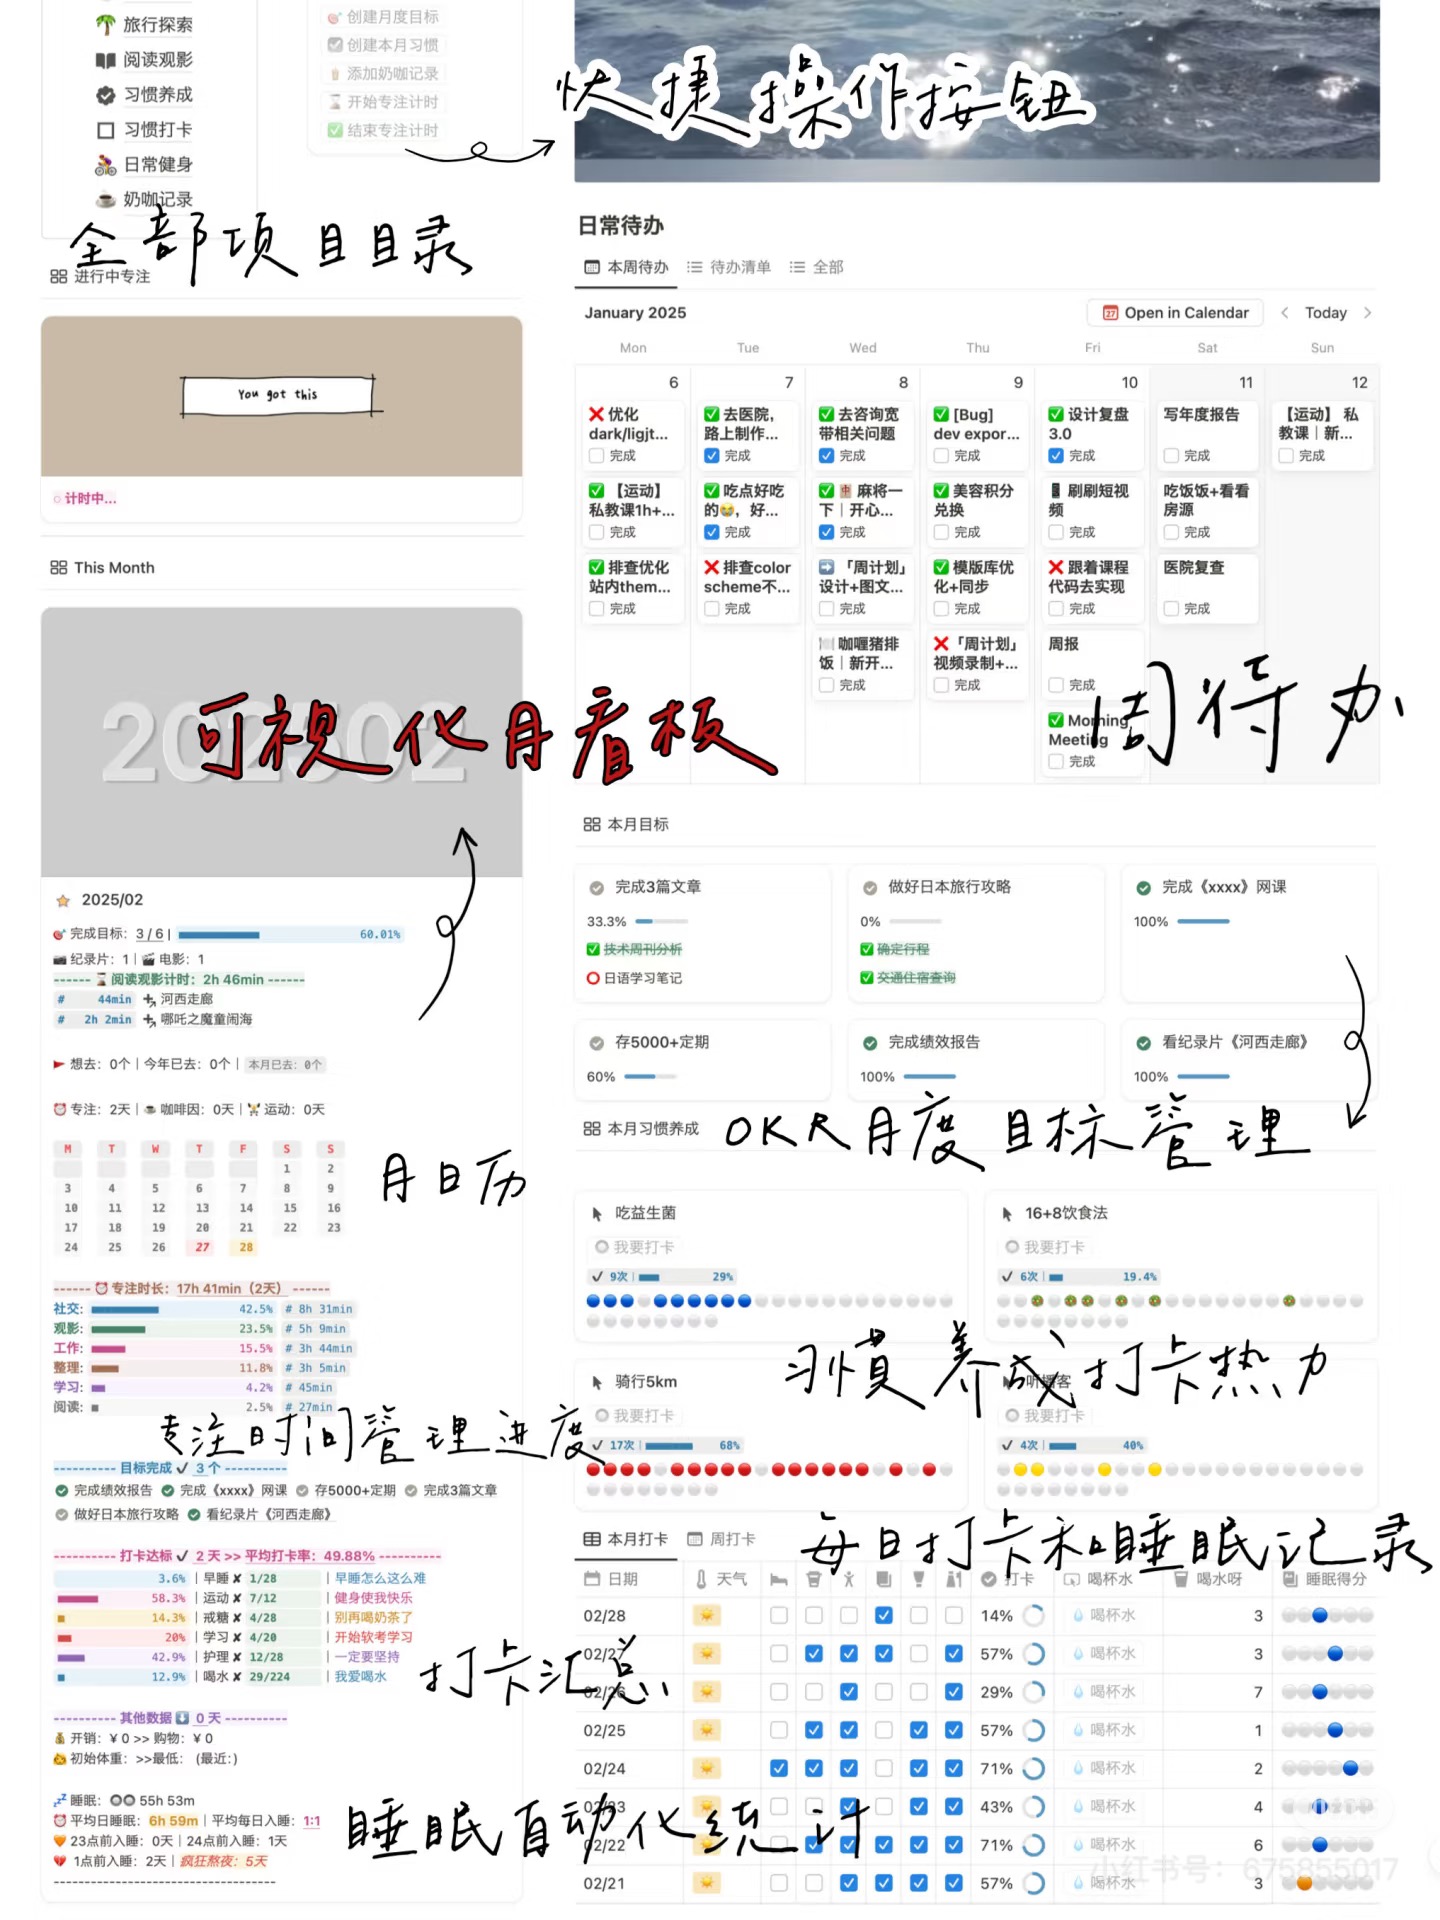 旅行探索
阅读观影
习惯养成
习惯打卡
日常健身
奶咖记录
全部项目目录
创建月度目标
创建本月习惯
添加奶咖记录
开始专注计时
结束专注计时
快捷操作按钮
进行中专注
You got this
计时中...
This Month
202502
可视化月看板
2025/02
完成目标: 3 / 6 | 60.01%
纪录片: 1 | 电影: 1
------ 阅读观影计时: 2h 46min ------
# 44min 河西走廊
# 2h 2min 哪吒之魔童闹海
想去: 0个 | 今年已去: 0个 | 本月已去: 0个
专注: 2天 | 咖啡因: 0天 | 运动: 0天
M T W T F S S
1 2
3 4 5 6 7 8 9
10 11 12 13 14 15 16
17 18 19 20 21 22 23
24 25 26 27 28
月日历
------ 专注时长: 17h 41min (2天) ------
社交: 42.5% # 8h 31min
观影: 23.5% # 5h 9min
工作: 15.5% # 3h 44min
整理: 11.8% # 3h 5min
学习: 4.2% # 45min
阅读: 2.5% # 27min
专注时间管理进度
---------- 目标完成 ✓ 3 个 ----------
完成绩效报告 完成《xxxx》网课 存5000+定期 完成3篇文章
做好日本旅行攻略 看纪录片《河西走廊》
---------- 打卡达标 ✓ 2 天 >> 平均打卡率: 49.88% ----------
3.6% | 早睡 ✘ 1/28 | 早睡怎么这么难
58.3% | 运动 ✘ 7/12 | 健身使我快乐
14.3% | 戒糖 ✘ 4/28 | 别再喝奶茶了
20% | 学习 ✘ 4/20 | 开始软考学习
42.9% | 护理 ✘ 12/28 | 一定要坚持
12.9% | 喝水 ✘ 29/224 | 我爱喝水
打卡汇总
---------- 其他数据 0 天 ----------
开销: ¥ 0 >> 购物: ¥ 0
初始体重: >>最低: (最近:)
睡眠: 55h 53m
平均日睡眠: 6h 59m | 平均每日入睡: 1:1
23点前入睡: 0天 | 24点前入睡: 1天
1点前入睡: 2天 | 疯狂熬夜: 5天
------------------------------------
睡眠自动化统计
日常待办
本周待办 待办清单 全部
January 2025 Open in Calendar Today
Mon Tue Wed Thu Fri Sat Sun
6 7 8 9 10 11 12
❌ 优化
dark/ligjt...
完成
✅ 【运动】
私教课1h+...
完成
✅ 排查优化
站内them...
完成
✅ 去医院，
路上制作...
完成
✅ 吃点好吃
的😭，好...
完成
❌ 排查color
scheme不...
完成
✅ 去咨询宽
带相关问题
完成
✅ 🀄 麻将一
下｜开心...
完成
➡️ 「周计划」
设计+图文...
完成
🍽️ 咖喱猪排
饭｜新开...
完成
✅ [Bug]
dev expor...
完成
✅ 美容积分
兑换
完成
✅ 模版库优
化+同步
完成
❌ 「周计划」
视频录制+...
完成
✅ 设计复盘
3.0
完成
📱 刷刷短视
频
完成
❌ 跟着课程
代码去实现
完成
周报
完成
✅ Morning
Meeting
完成
写年度报告
完成
吃饭饭+看看
房源
完成
医院复查
完成
【运动】 私
教课｜新...
完成
周待办
本月目标
完成3篇文章
33.3%
✅ 技术周刊分析
⭕ 日语学习笔记
做好日本旅行攻略
0%
✅ 确定行程
✅ 交通住宿查询
完成《xxxx》网课
100%
存5000+定期
60%
完成绩效报告
100%
看纪录片《河西走廊》
100%
OKR月度目标管理
本月习惯养成
吃益生菌
我要打卡
✓ 9次 | 29%
16+8饮食法
我要打卡
✓ 6次 | 19.4%
习惯养成打卡热力
骑行5km
我要打卡
✓ 17次 | 68%
听播客
我要打卡
✓ 4次 | 40%
本月打卡 周打卡
每日打卡和睡眠记录
日期 天气 打卡 喝杯水 喝水呀 睡眠得分
02/28 14% 喝杯水 3
02/27 57% 喝杯水 3
02/26 29% 喝杯水 7
02/25 57% 喝杯水 1
02/24 71% 喝杯水 2
02/23 43% 喝杯水 4
02/22 71% 喝杯水 6
02/21 57% 喝杯水 3
小红书号: 675855017